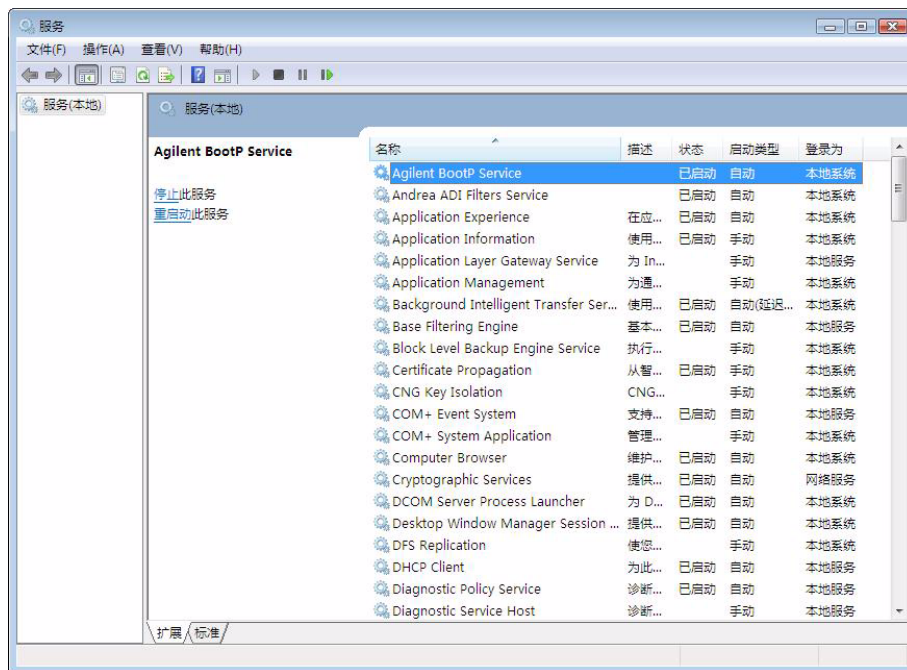 服务
文件(F) 操作(A) 查看(V) 帮助(H)
服务(本地)
服务(本地)
Agilent BootP Service
停止此服务
重启动此服务
名称 描述 状态 启动类型 登录为
Agilent BootP Service 已启动 自动 本地系统
Andrea ADI Filters Service 已启动 自动 本地系统
Application Experience 在应... 已启动 自动 本地系统
Application Information 使用... 已启动 手动 本地系统
Application Layer Gateway Service 为 In... 手动 本地服务
Application Management 为通... 手动 本地系统
Background Intelligent Transfer Ser... 使用... 已启动 自动(延迟... 本地系统
Base Filtering Engine 基本... 已启动 自动 本地服务
Block Level Backup Engine Service 执行... 手动 本地系统
Certificate Propagation 从智... 已启动 手动 本地系统
CNG Key Isolation CNG... 手动 本地系统
COM+ Event System 支持... 已启动 自动 本地服务
COM+ System Application 管理... 手动 本地系统
Computer Browser 维护... 已启动 自动 本地系统
Cryptographic Services 提供... 已启动 自动 网络服务
DCOM Server Process Launcher 为 D... 已启动 自动 本地系统
Desktop Window Manager Session ... 提供... 已启动 自动 本地系统
DFS Replication 使您... 手动 本地系统
DHCP Client 为此... 已启动 自动 本地服务
Diagnostic Policy Service 诊断... 已启动 自动 本地服务
Diagnostic Service Host 诊断... 手动 本地服务
扩展 标准